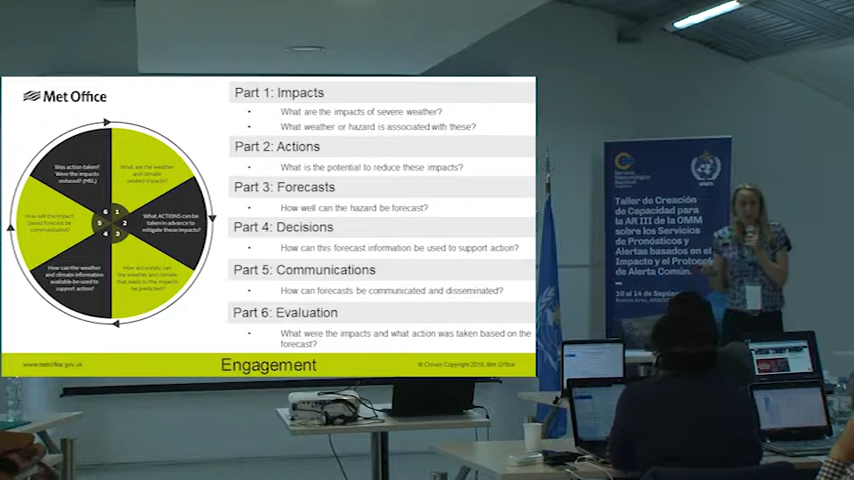 Met Office
Part 1: Impacts
• What are the impacts of severe weather?
• What weather or hazard is associated with these?
Part 2: Actions
• What is the potential to reduce these impacts?
Part 3: Forecasts
• How well can the hazard be forecast?
Part 4: Decisions
• How can this forecast information be used to support action?
Part 5: Communications
• How can forecasts be communicated and disseminated?
Part 6: Evaluation
• What were the impacts and what action was taken based on the
forecast?
Was action taken?
Were the impacts
reduced? (MEL)
What are the weather
and climate
related impacts?
How will the impact
based forecast be
communicated?
What ACTIONS can be
taken in advance to
mitigate these impacts?
How can the weather
and climate information
available be used to
support action?
How accurately can
the weather and climate
that leads to the impacts
be predicted?
6 1
5 2
4 3
www.metoffice.gov.uk
Engagement
© Crown Copyright 2018, Met Office
Servicio
Meteorológico
Nacional
Taller de Creación
de Capacidad para
la AR III de la OMM
sobre los Servicios
de Pronósticos y
Alertas basados en el
Impacto y el Protocolo
de Alerta Común.
10 al 14 de Septie
Buenos Aires,